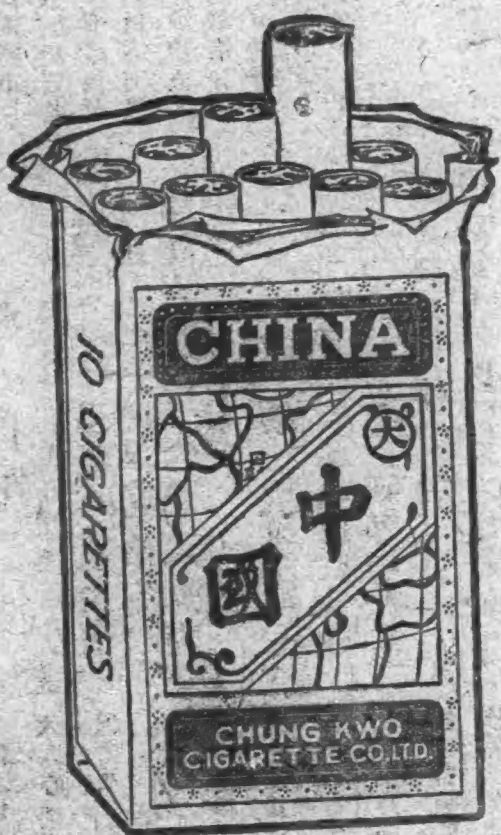 CHINA
大
中國
CHUNG KWO
CIGARETTE CO. LTD.
10 CIGARETTES